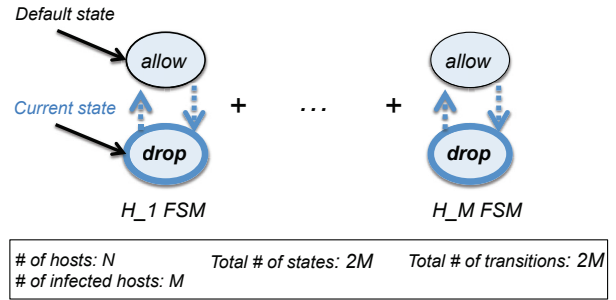 Default state
allow
allow
Current state
+ ... +
drop
drop
H_1 FSM
H_M FSM
# of hosts: N
Total # of states: 2M
Total # of transitions: 2M
# of infected hosts: M